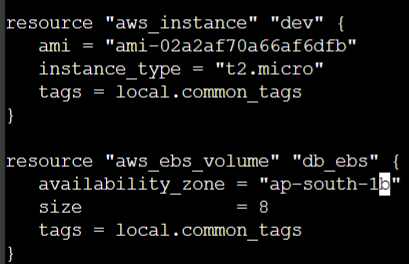 resource "aws_instance" "dev" {
ami = "ami-02a2af70a66af6dfb"
instance_type = "t2.micro"
tags = local.common_tags
}
resource "aws_ebs_volume" "db_ebs" {
availability_zone = "ap-south-1b"
size = 8
tags = local.common_tags
}